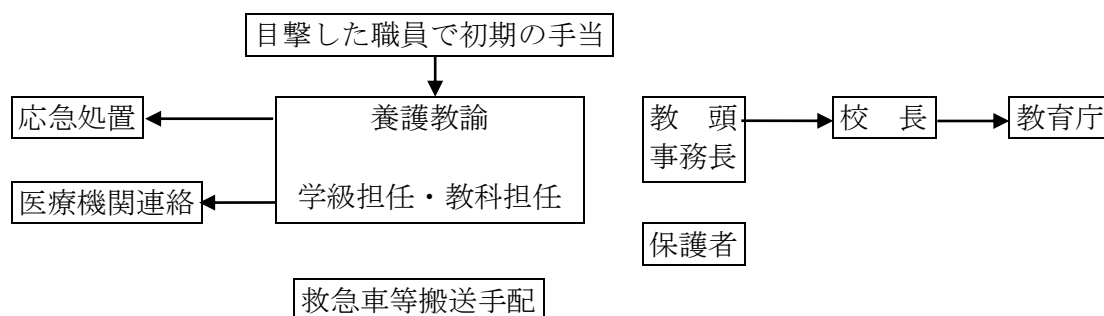 目撃した職員で初期の手当
応急処置
養護教諭
教　頭
校　長
教育庁
事務長
医療機関連絡
学級担任・教科担任
保護者
救急車等搬送手配